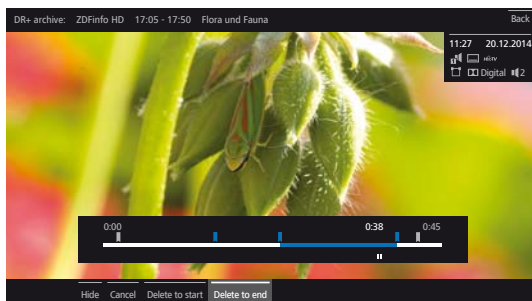 DR+ archive: ZDFinfo HD 17:05 - 17:50 Flora und Fauna Back
11:27 20.12.2014
HDTV
Digital 2
0:00 0:38 0:45
Hide Cancel Delete to start Delete to end